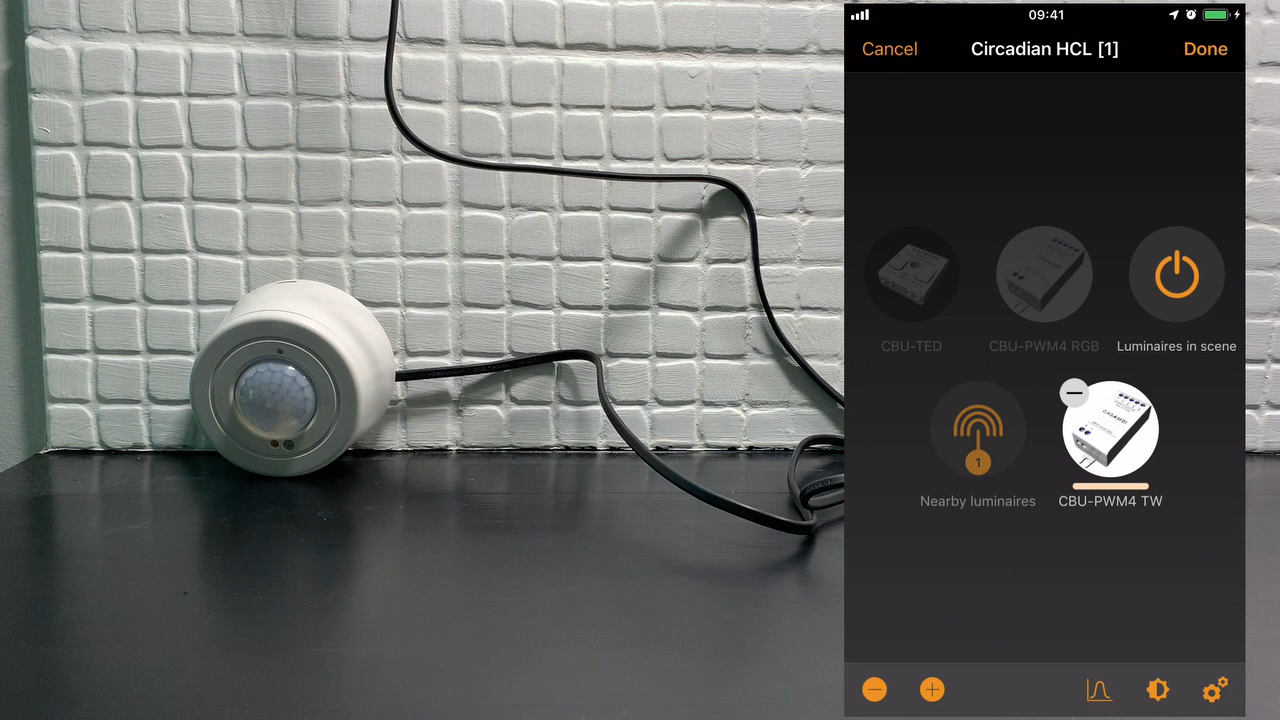 09:41
Cancel
Circadian HCL [1]
Done
CBU-TED
CBU-PWM4 RGB
Luminaires in scene
CASAMBI
1
Nearby luminaires
CBU-PWM4 TW